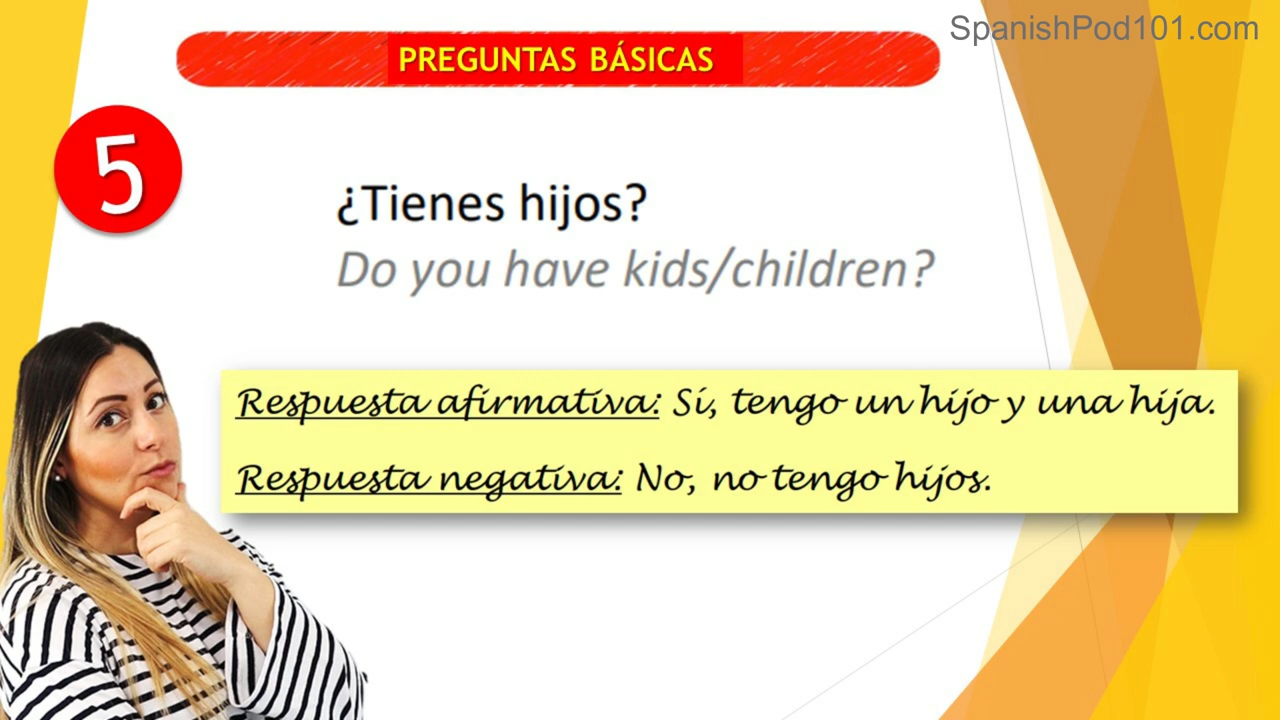 SpanishPod101.com
PREGUNTAS BÁSICAS
5
¿Tienes hijos?
Do you have kids/children?
Respuesta afirmativa: Sí, tengo un hijo y una hija.
Respuesta negativa: No, no tengo hijos.